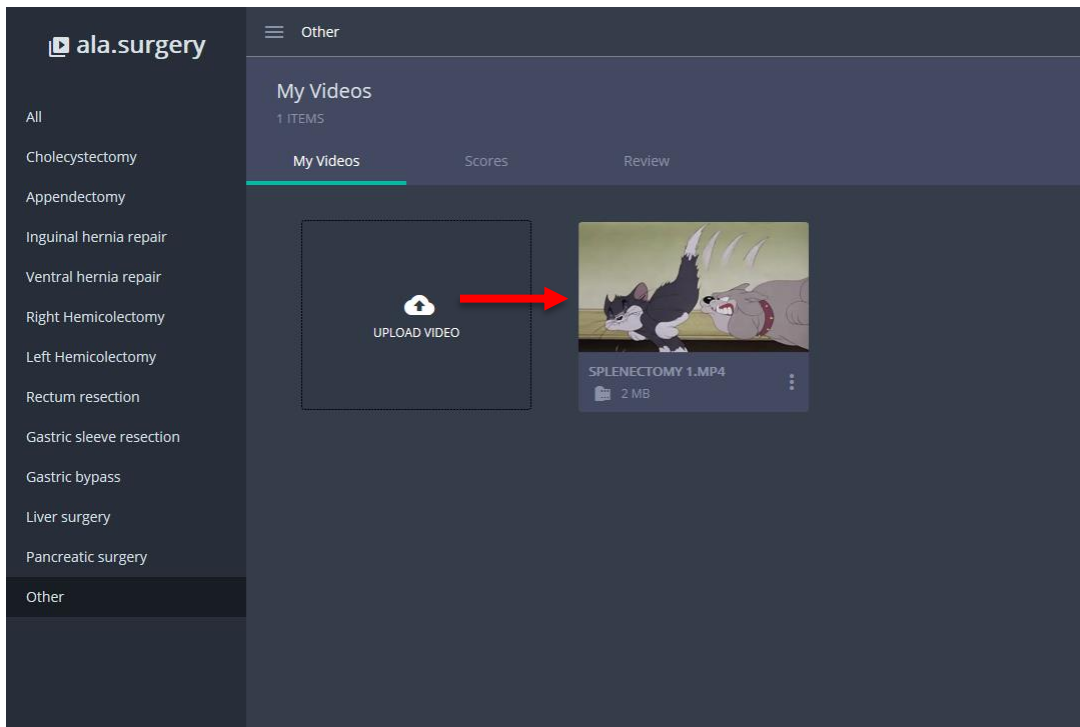 ala.surgery
All
Cholecystectomy
Appendectomy
Inguinal hernia repair
Ventral hernia repair
Right Hemicolectomy
Left Hemicolectomy
Rectum resection
Gastric sleeve resection
Gastric bypass
Liver surgery
Pancreatic surgery
Other
Other
My Videos
1 ITEMS
My Videos Scores Review
UPLOAD VIDEO
SPLENECTOMY 1.MP4
2 MB